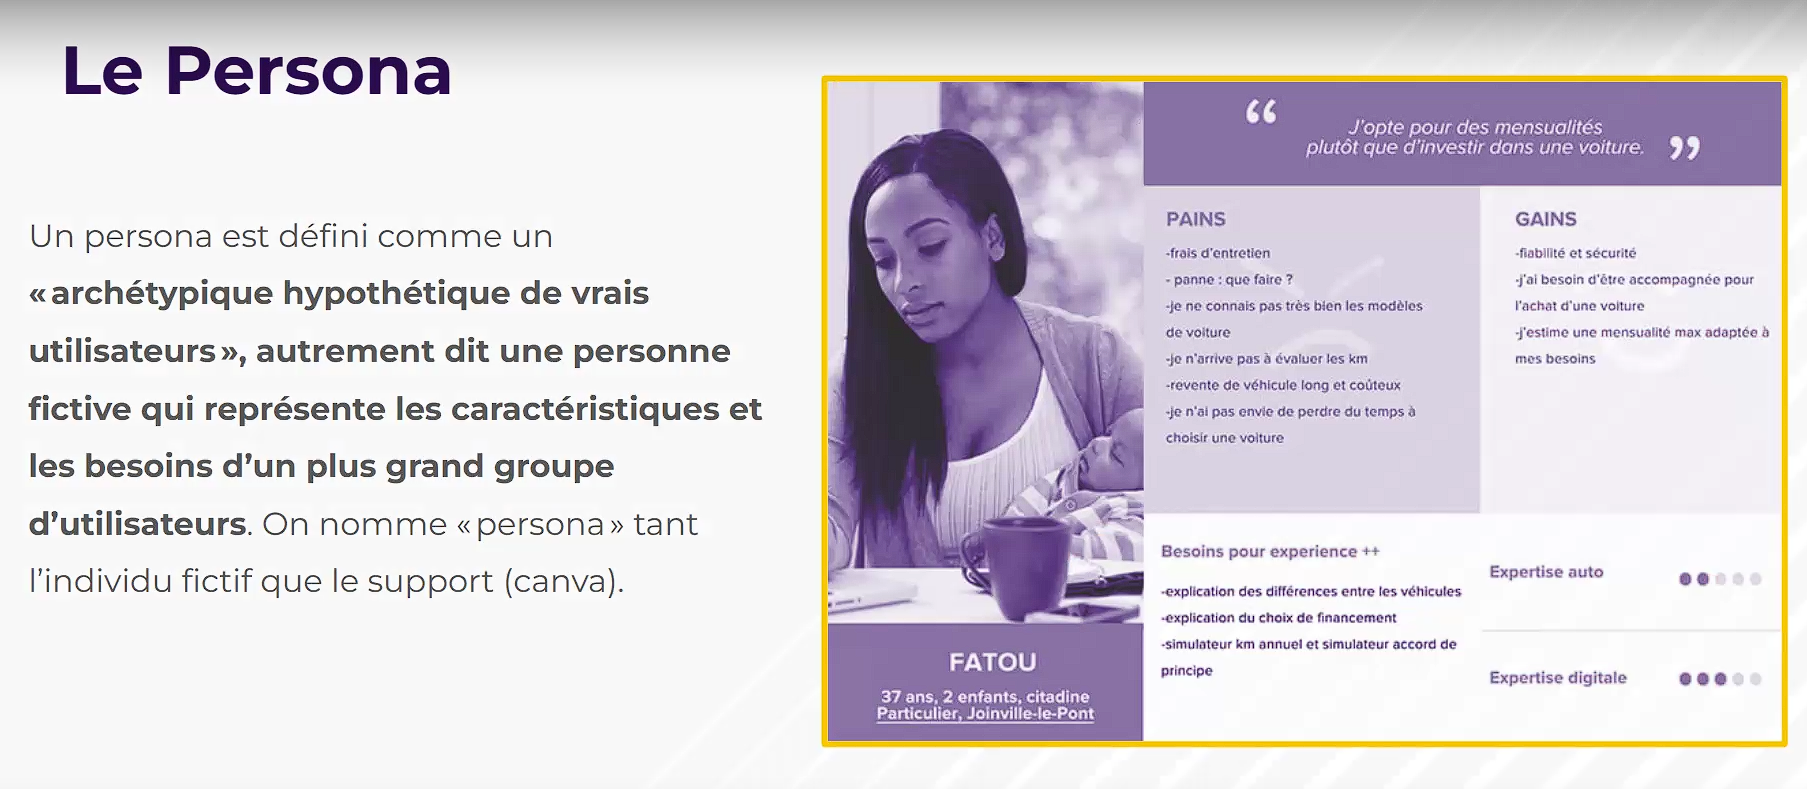 Le Persona
Un persona est défini comme un
« archétypique hypothétique de vrais
utilisateurs », autrement dit une personne
fictive qui représente les caractéristiques et
les besoins d’un plus grand groupe
d’utilisateurs. On nomme « persona » tant
l’individu fictif que le support (canva).
“ J'opte pour des mensualités
plutôt que d'investir dans une voiture. ”
PAINS
-frais d'entretien
- panne : que faire ?
-je ne connais pas très bien les modèles
de voiture
-je n'arrive pas à évaluer les km
-revente de véhicule long et coûteux
-je n'ai pas envie de perdre du temps à
choisir une voiture
GAINS
-fiabilité et sécurité
-j'ai besoin d'être accompagnée pour
l'achat d'une voiture
-j'estime une mensualité max adaptée à
mes besoins
FATOU
37 ans, 2 enfants, citadine
Particulier, Joinville-le-Pont
Besoins pour experience ++
-explication des différences entre les véhicules
-explication du choix de financement
-simulateur km annuel et simulateur accord de
principe
Expertise auto
Expertise digitale